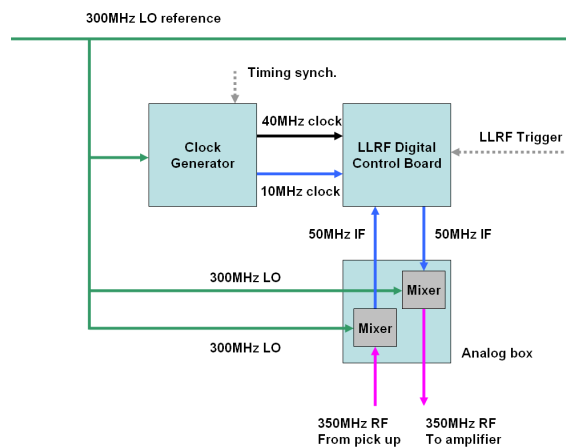 300MHz LO reference
Timing synch.
40MHz clock
Clock
Generator
LLRF Digital
Control Board
LLRF Trigger
10MHz clock
50MHz IF
50MHz IF
300MHz LO
Mixer
Mixer
300MHz LO
Analog box
350MHz RF
From pick up
350MHz RF
To amplifier